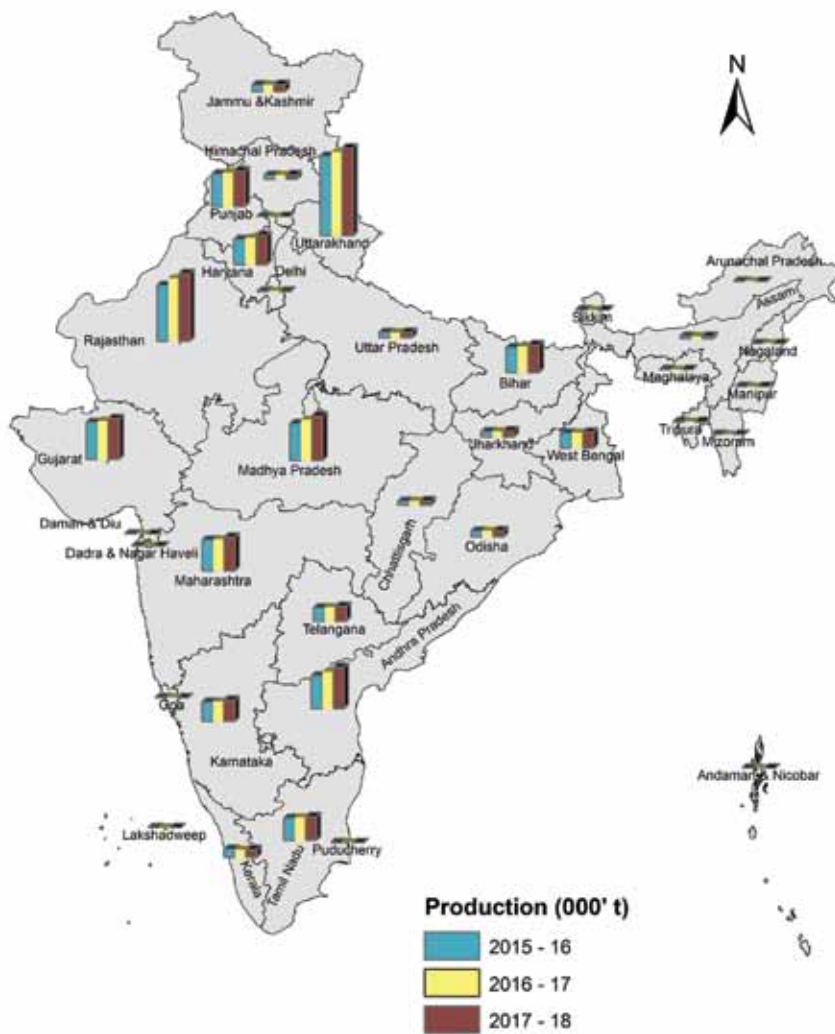 N
Jammu &Kashmir
Himachal Pradesh
Punjab
Uttarakhand
Haryana
Delhi
Arunachal Pradesh
Assam
Sikkim
Rajasthan
Uttar Pradesh
Bihar
Nagaland
Maghalaya
Manipur
Tripura
Mizoram
Gujarat
Madhya Pradesh
Jharkhand
West Bengal
Daman & Diu
Dadra & Nagar Haveli
Chhattisgarh
Odisha
Maharashtra
Telangana
Andhra Pradesh
Goa
Karnataka
Andaman & Nicobar
Lakshadweep
Kerala
Tamil Nadu
Puducherry
Production (000' t)
2015 - 16
2016 - 17
2017 - 18